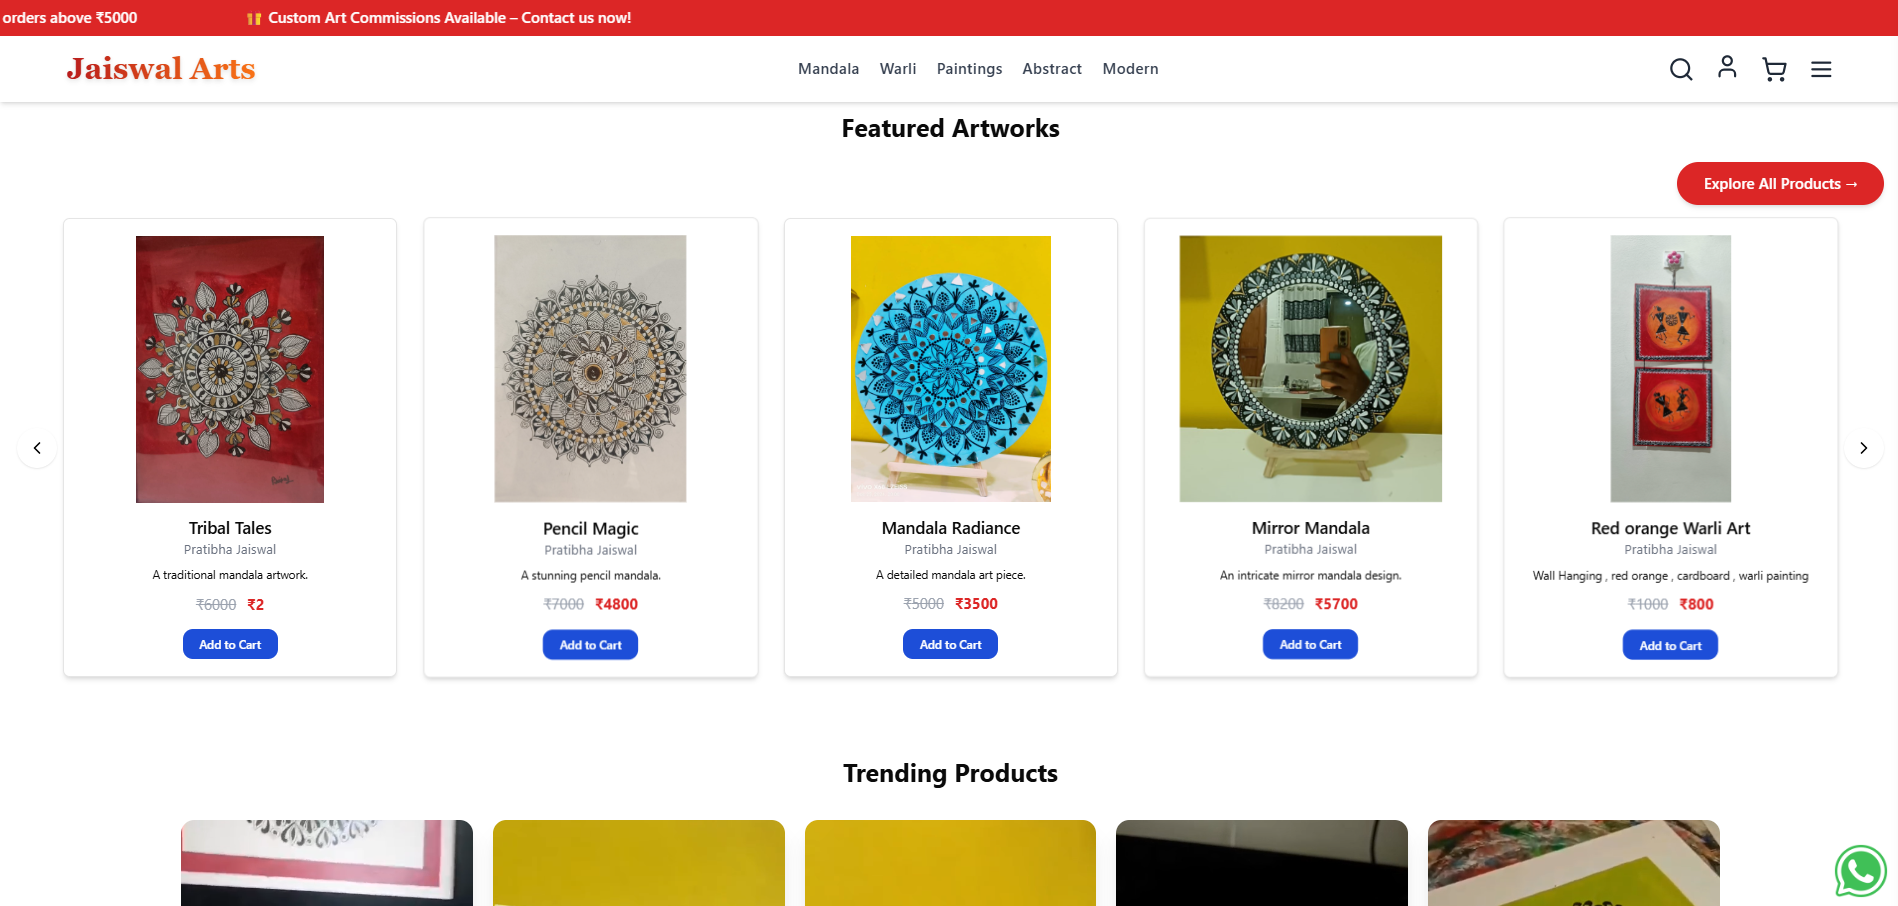 orders above ₹5000
Custom Art Commissions Available – Contact us now!
Jaiswal Arts
Mandala Warli Paintings Abstract Modern
Featured Artworks
Explore All Products →
Tribal Tales
Pratibha Jaiswal
A traditional mandala artwork.
₹6000 ₹2
Add to Cart
Pencil Magic
Pratibha Jaiswal
A stunning pencil mandala.
₹7000 ₹4800
Add to Cart
Mandala Radiance
Pratibha Jaiswal
A detailed mandala art piece.
₹5000 ₹3500
Add to Cart
Mirror Mandala
Pratibha Jaiswal
An intricate mirror mandala design.
₹8200 ₹5700
Add to Cart
Red orange Warli Art
Pratibha Jaiswal
Wall Hanging , red orange , cardboard , warli painting
₹1000 ₹800
Add to Cart
Trending Products